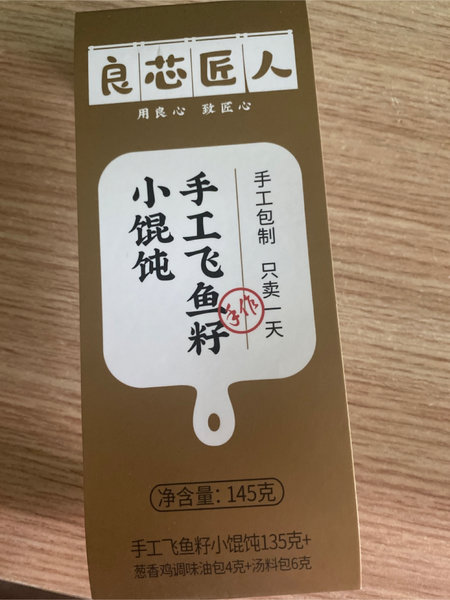 良芯匠人
用良心 致匠心
手工包制 只卖一天
手工飞鱼籽
小馄饨
手作
净含量：145克
手工飞鱼籽小馄饨135克+
葱香鸡调味油包4克+汤料包6克